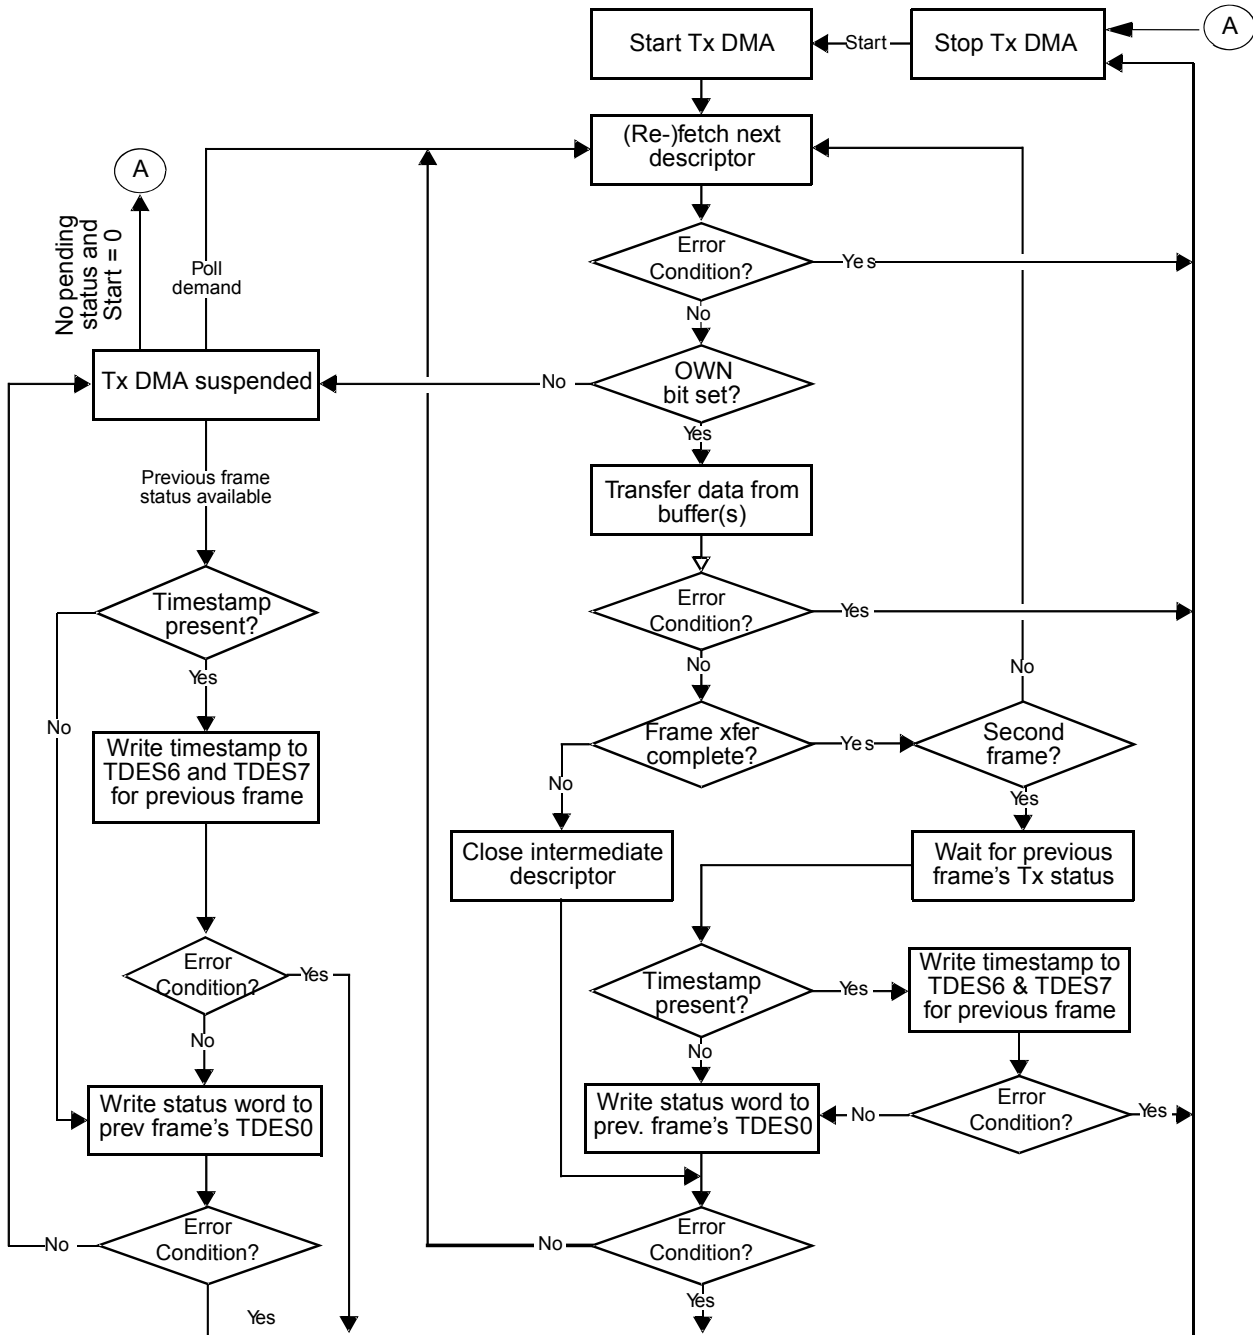 Start Tx DMA
Start
Stop Tx DMA
A
(Re-)fetch next
descriptor
A
No pending
status and
Start = 0
Poll
demand
Error
Condition?
Yes
No
Tx DMA suspended
No
OWN
bit set?
Yes
Previous frame
status available
Transfer data from
buffer(s)
Timestamp
present?
Error
Condition?
Yes
No
Yes
No
No
Write timestamp to
TDES6 and TDES7
for previous frame
Frame xfer
complete?
Yes
Second
frame?
No
Yes
Close intermediate
descriptor
Wait for previous
frame's Tx status
Error
Condition?
Yes
No
Timestamp
present?
Yes
Write timestamp to
TDES6 & TDES7
for previous frame
No
Write status word to
prev frame's TDES0
Write status word to
prev. frame's TDES0
No
Error
Condition?
Yes
No
Error
Condition?
Yes
No
Error
Condition?
Yes